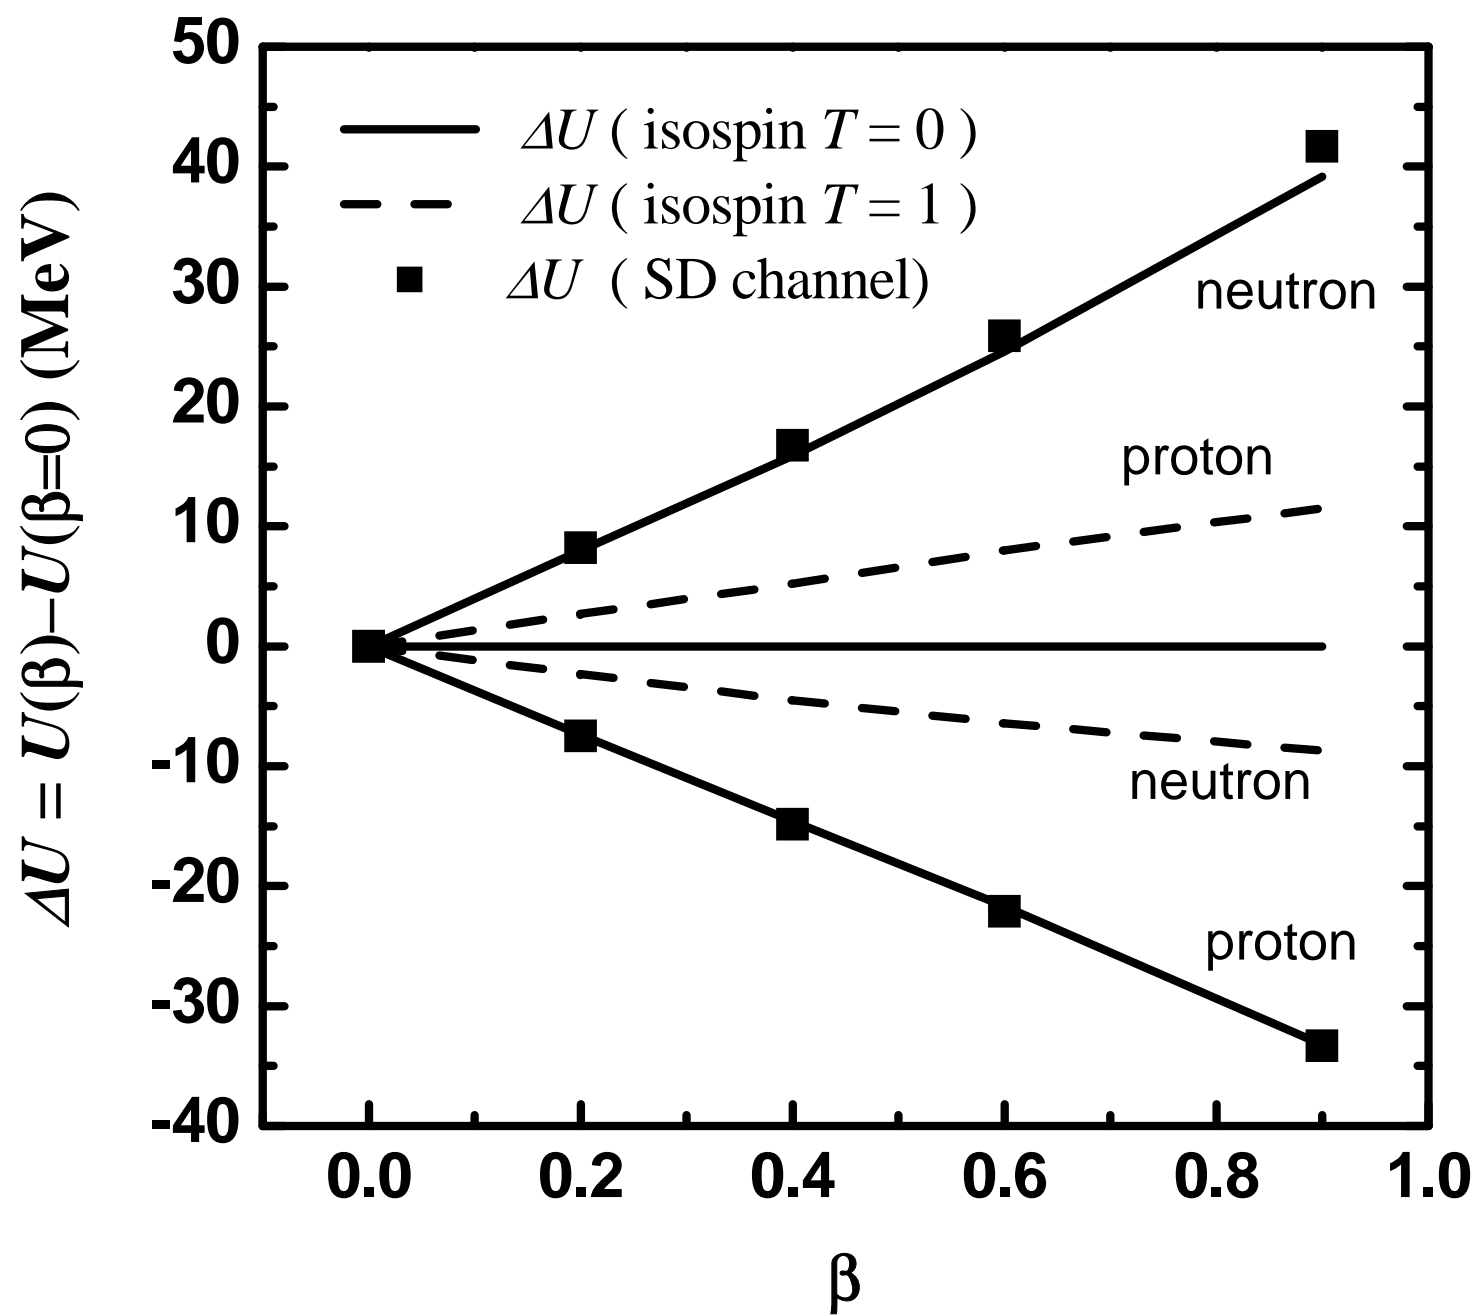 50
40
30
20
10
0
-10
-20
-30
-40
ΔU = U(β)–U(β=0) (MeV)
ΔU ( isospin T = 0 )
ΔU ( isospin T = 1 )
ΔU ( SD channel)
neutron
proton
neutron
proton
0.0 0.2 0.4 0.6 0.8 1.0
β